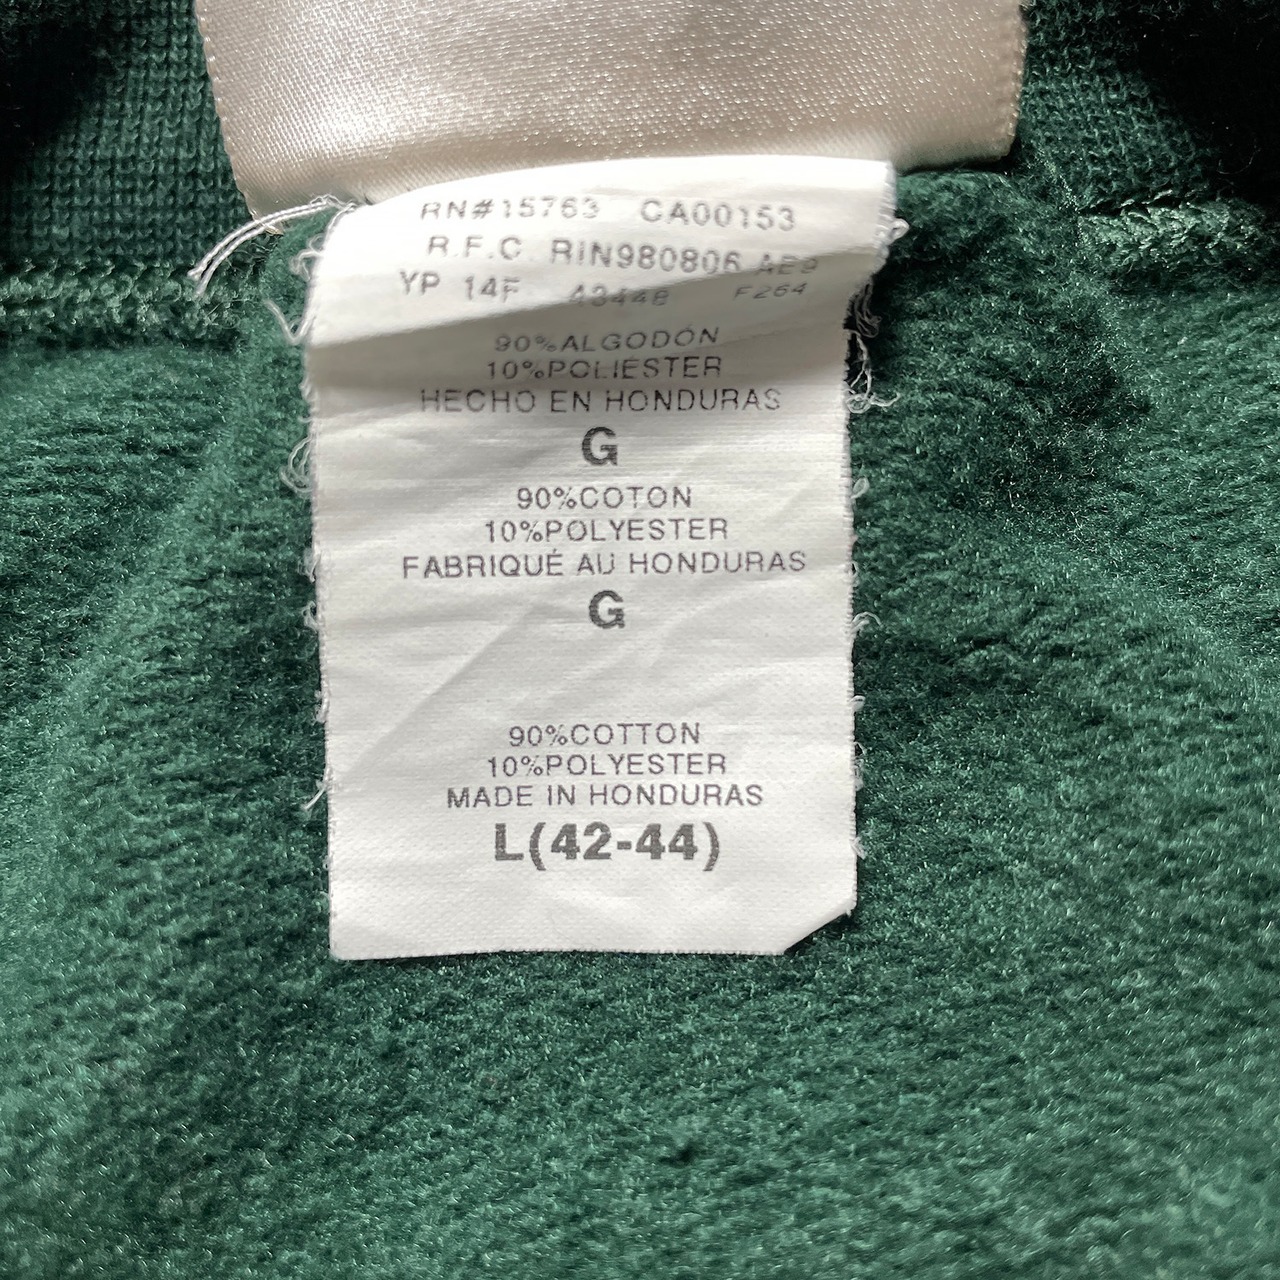 RN#15763 CA00153
R.F.C. RIN980806 AE9
YP 14F 43448 F264
90%ALGODÓN
10%POLIÉSTER
HECHO EN HONDURAS
G
90%COTON
10%POLYESTER
FABRIQUÉ AU HONDURAS
G
90%COTTON
10%POLYESTER
MADE IN HONDURAS
L(42-44)